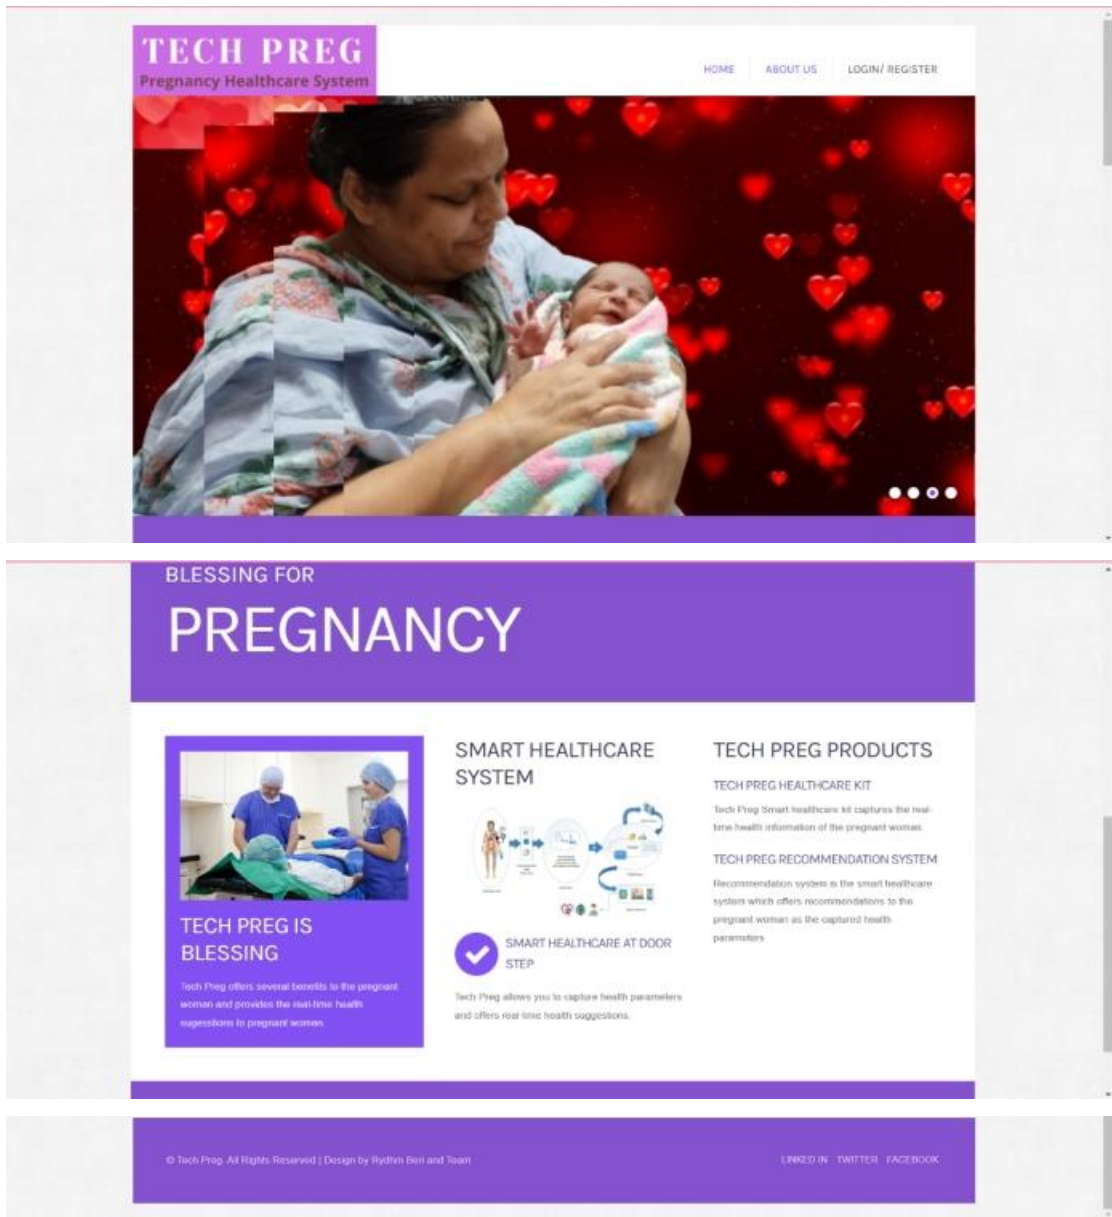 TECH PREG
Pregnancy Healthcare System
HOME
ABOUT US
LOGIN/ REGISTER
BLESSING FOR
PREGNANCY
TECH PREG IS
BLESSING
Tech Preg offers several benefits to the pregnant
woman and provides the real-time health
sugesstions to pregnant women.
SMART HEALTHCARE
SYSTEM
SMART HEALTHCARE AT DOOR
STEP
Tech Preg allows you to capture health parameters
and offers real-time health suggestions.
TECH PREG PRODUCTS
TECH PREG HEALTHCARE KIT
Tech Preg Smart healthcare kit captures the real-
time health information of the pregnant woman.
TECH PREG RECOMMENDATION SYSTEM
Recommendation system is the smart healthcare
system which offers recommendations to the
pregnant woman as the captured health
parameters
© Tech Preg. All Rights Reserved | Design by Rydhm Beri and Team
LINKED IN TWITTER FACEBOOK